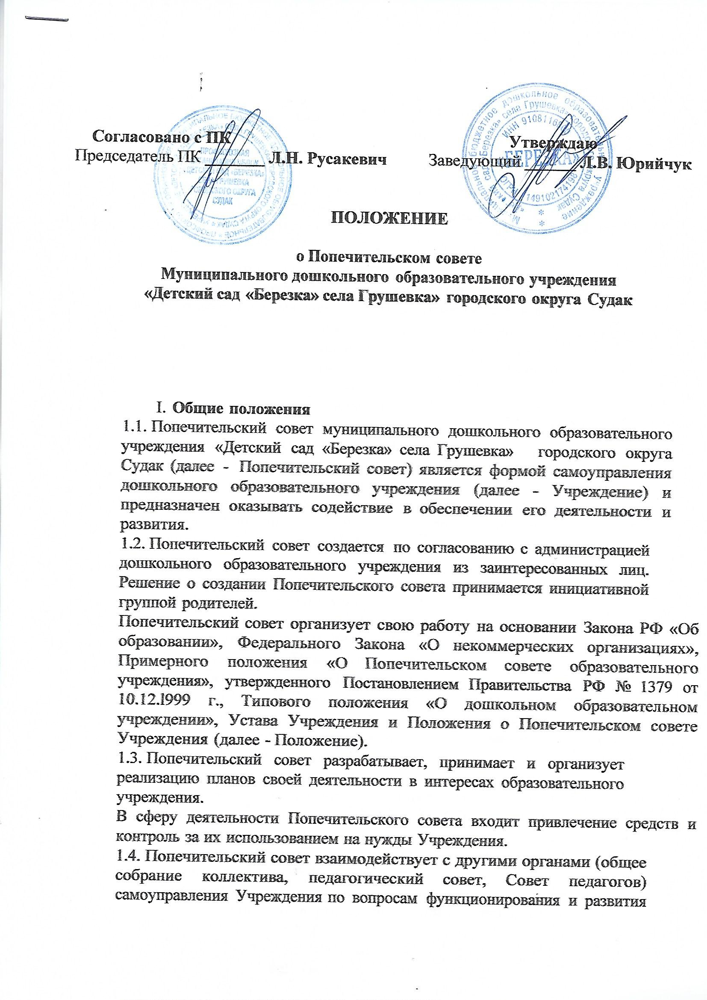 Согласовано с ПК
Председатель ПК _______ Л.Н. Русакевич
Утверждаю
Заведующий ______ Л.В. Юрийчук
ПРОФСОЮЗНАЯ
СУДАК
«БЕРЕЗКА»
ПОЛОЖЕНИЕ
о Попечительском совете
Муниципального дошкольного образовательного учреждения
«Детский сад «Березка» села Грушевка» городского округа Судак
I. Общие положения
1.1. Попечительский совет муниципального дошкольного образовательного
учреждения «Детский сад «Березка» села Грушевка» городского округа
Судак (далее - Попечительский совет) является формой самоуправления
дошкольного образовательного учреждения (далее - Учреждение) и
предназначен оказывать содействие в обеспечении его деятельности и
развития.
1.2. Попечительский совет создается по согласованию с администрацией
дошкольного образовательного учреждения из заинтересованных лиц.
Решение о создании Попечительского совета принимается инициативной
группой родителей.
Попечительский совет организует свою работу на основании Закона РФ «Об
образовании», Федерального Закона «О некоммерческих организациях»,
Примерного положения «О Попечительском совете образовательного
учреждения», утвержденного Постановлением Правительства РФ № 1379 от
10.12.1999 г., Типового положения «О дошкольном образовательном
учреждении», Устава Учреждения и Положения о Попечительском совете
Учреждения (далее - Положение).
1.3. Попечительский совет разрабатывает, принимает и организует
реализацию планов своей деятельности в интересах образовательного
учреждения.
В сферу деятельности Попечительского совета входит привлечение средств и
контроль за их использованием на нужды Учреждения.
1.4. Попечительский совет взаимодействует с другими органами (общее
собрание коллектива, педагогический совет, Совет педагогов)
самоуправления Учреждения по вопросам функционирования и развития